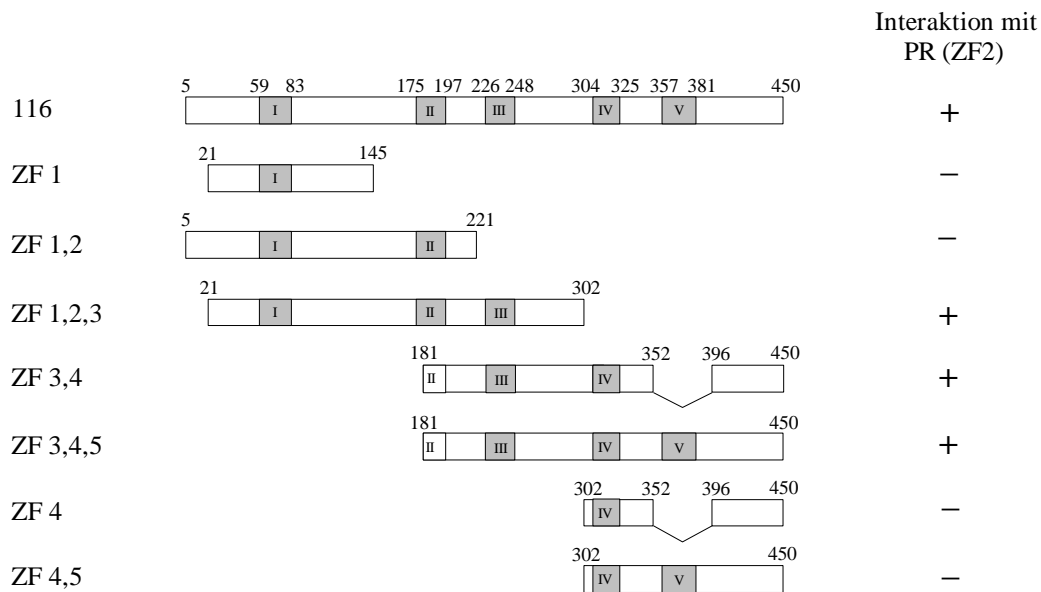 Interaktion mit
PR (ZF2)
5 59 83 175 197 226 248 304 325 357 381 450
116 I II III IV V +
21 145
ZF 1 I −
5 221
ZF 1,2 I II −
21 302
ZF 1,2,3 I II III +
181 352 396 450
ZF 3,4 II III IV +
181 450
ZF 3,4,5 II III IV V +
302 352 396 450
ZF 4 IV −
302 450
ZF 4,5 IV V −